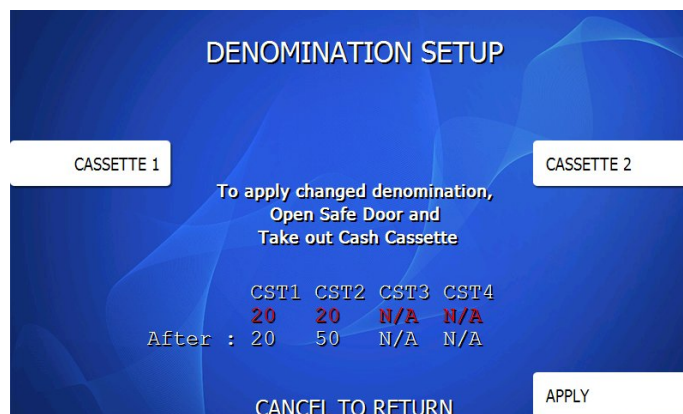 DENOMINATION SETUP
CASSETTE 1
CASSETTE 2
To apply changed denomination,
Open Safe Door and
Take out Cash Cassette
CST1 CST2 CST3 CST4
20 20 N/A N/A
After : 20 50 N/A N/A
APPLY
CANCEL TO RETURN